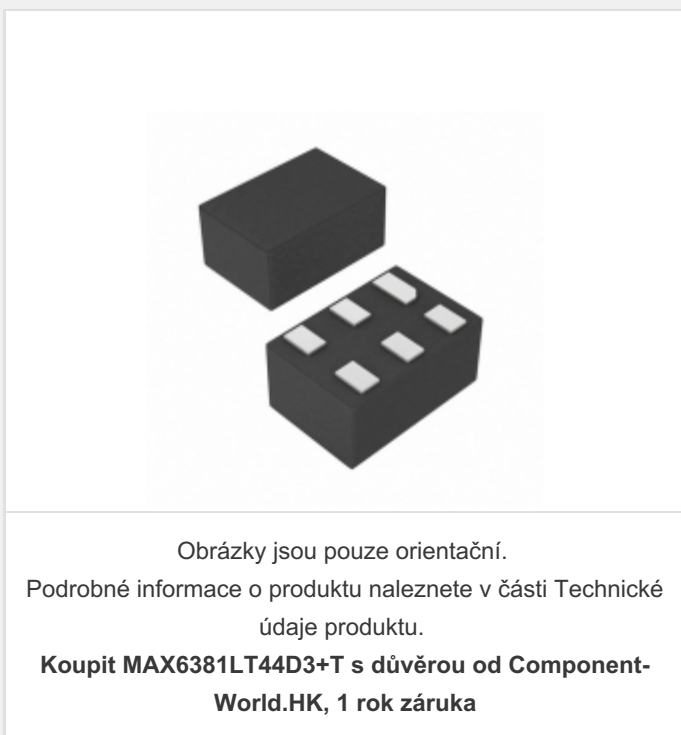 Obrázky jsou pouze orientační.
Podrobné informace o produktu naleznete v části Technické
údaje produktu.
Koupit MAX6381LT44D3+T s důvěrou od Component-
World.HK, 1 rok záruka